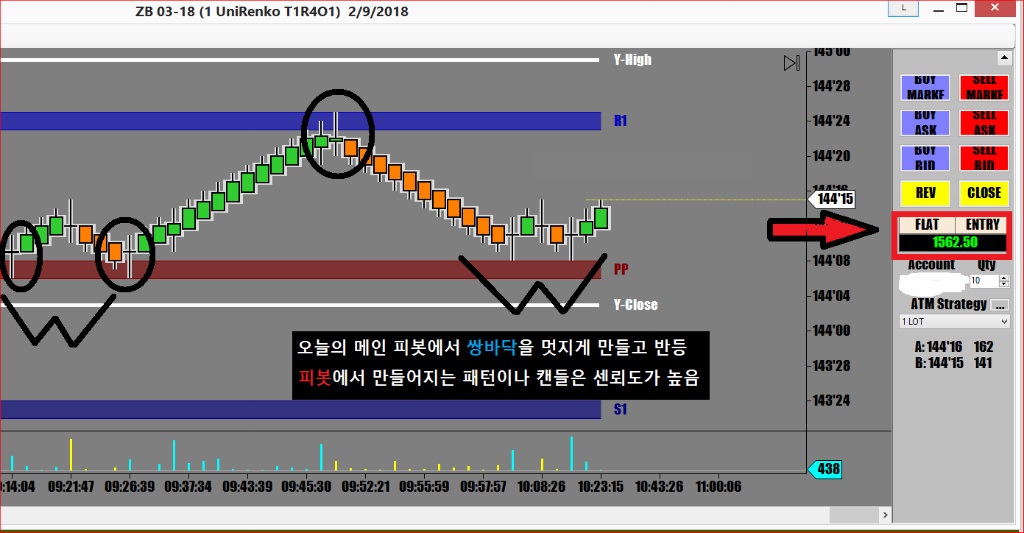 ZB 03-18 (1 UniRenko T1R4O1) 2/9/2018
L
Y-High
R1
PP
Y-Close
S1
오늘의 메인 피봇에서 쌍바닥을 멋지게 만들고 반등
피봇에서 만들어지는 패턴이나 캔들은 센뢰도가 높음
145'00
144'28
144'24
144'20
144'16
144'15
144'08
144'04
144'00
143'28
143'24
438
BUY MARKE
SELL MARKE
BUY ASK
SELL ASK
BUY BID
SELL BID
REV
CLOSE
FLAT
ENTRY
1562.50
Account
Qty
10
ATM Strategy
...
1 LOT
A: 144'16 162
B: 144'15 141
:14:04 09:21:47 09:26:39 09:37:34 09:43:39 09:45:30 09:52:21 09:55:59 09:57:57 10:08:26 10:23:15 10:43:26 11:00:06